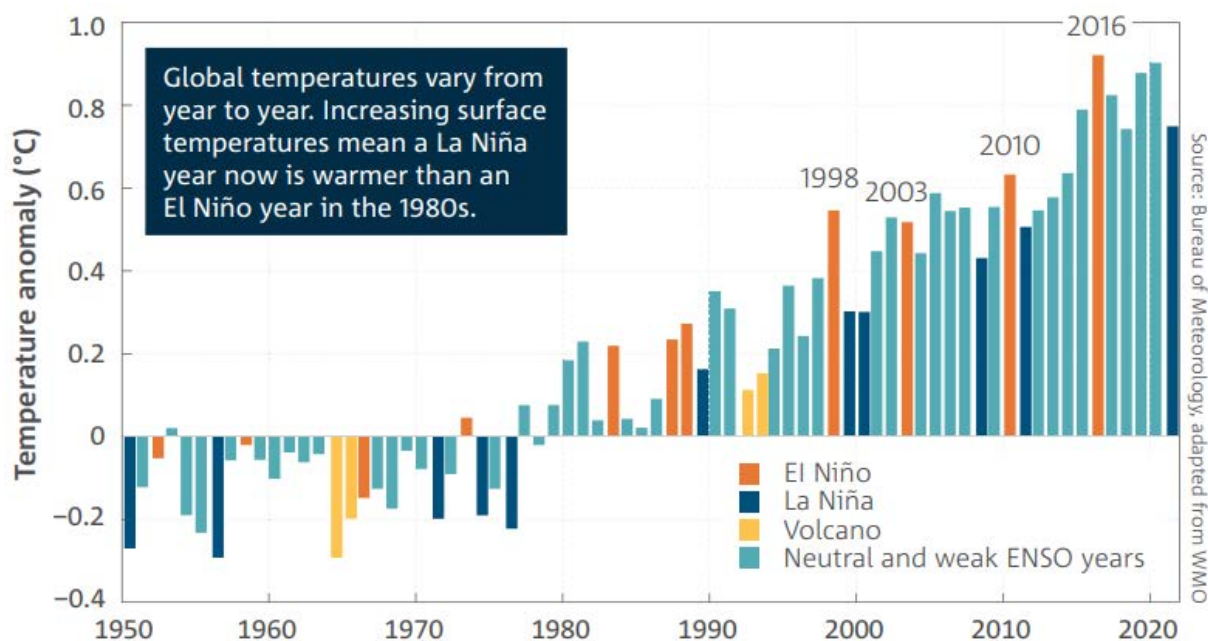 2016
1.0
Global temperatures vary from
year to year. Increasing surface
temperatures mean a La Niña
year now is warmer than an
El Niño year in the 1980s.
0.8
2010
0.6
1998
2003
0.4
0.2
0
−0.2
−0.4
Temperature anomaly (°C)
El Niño
La Niña
Volcano
Neutral and weak ENSO years
1950 1960 1970 1980 1990 2000 2010 2020
Source: Bureau of Meteorology, adapted from WMO